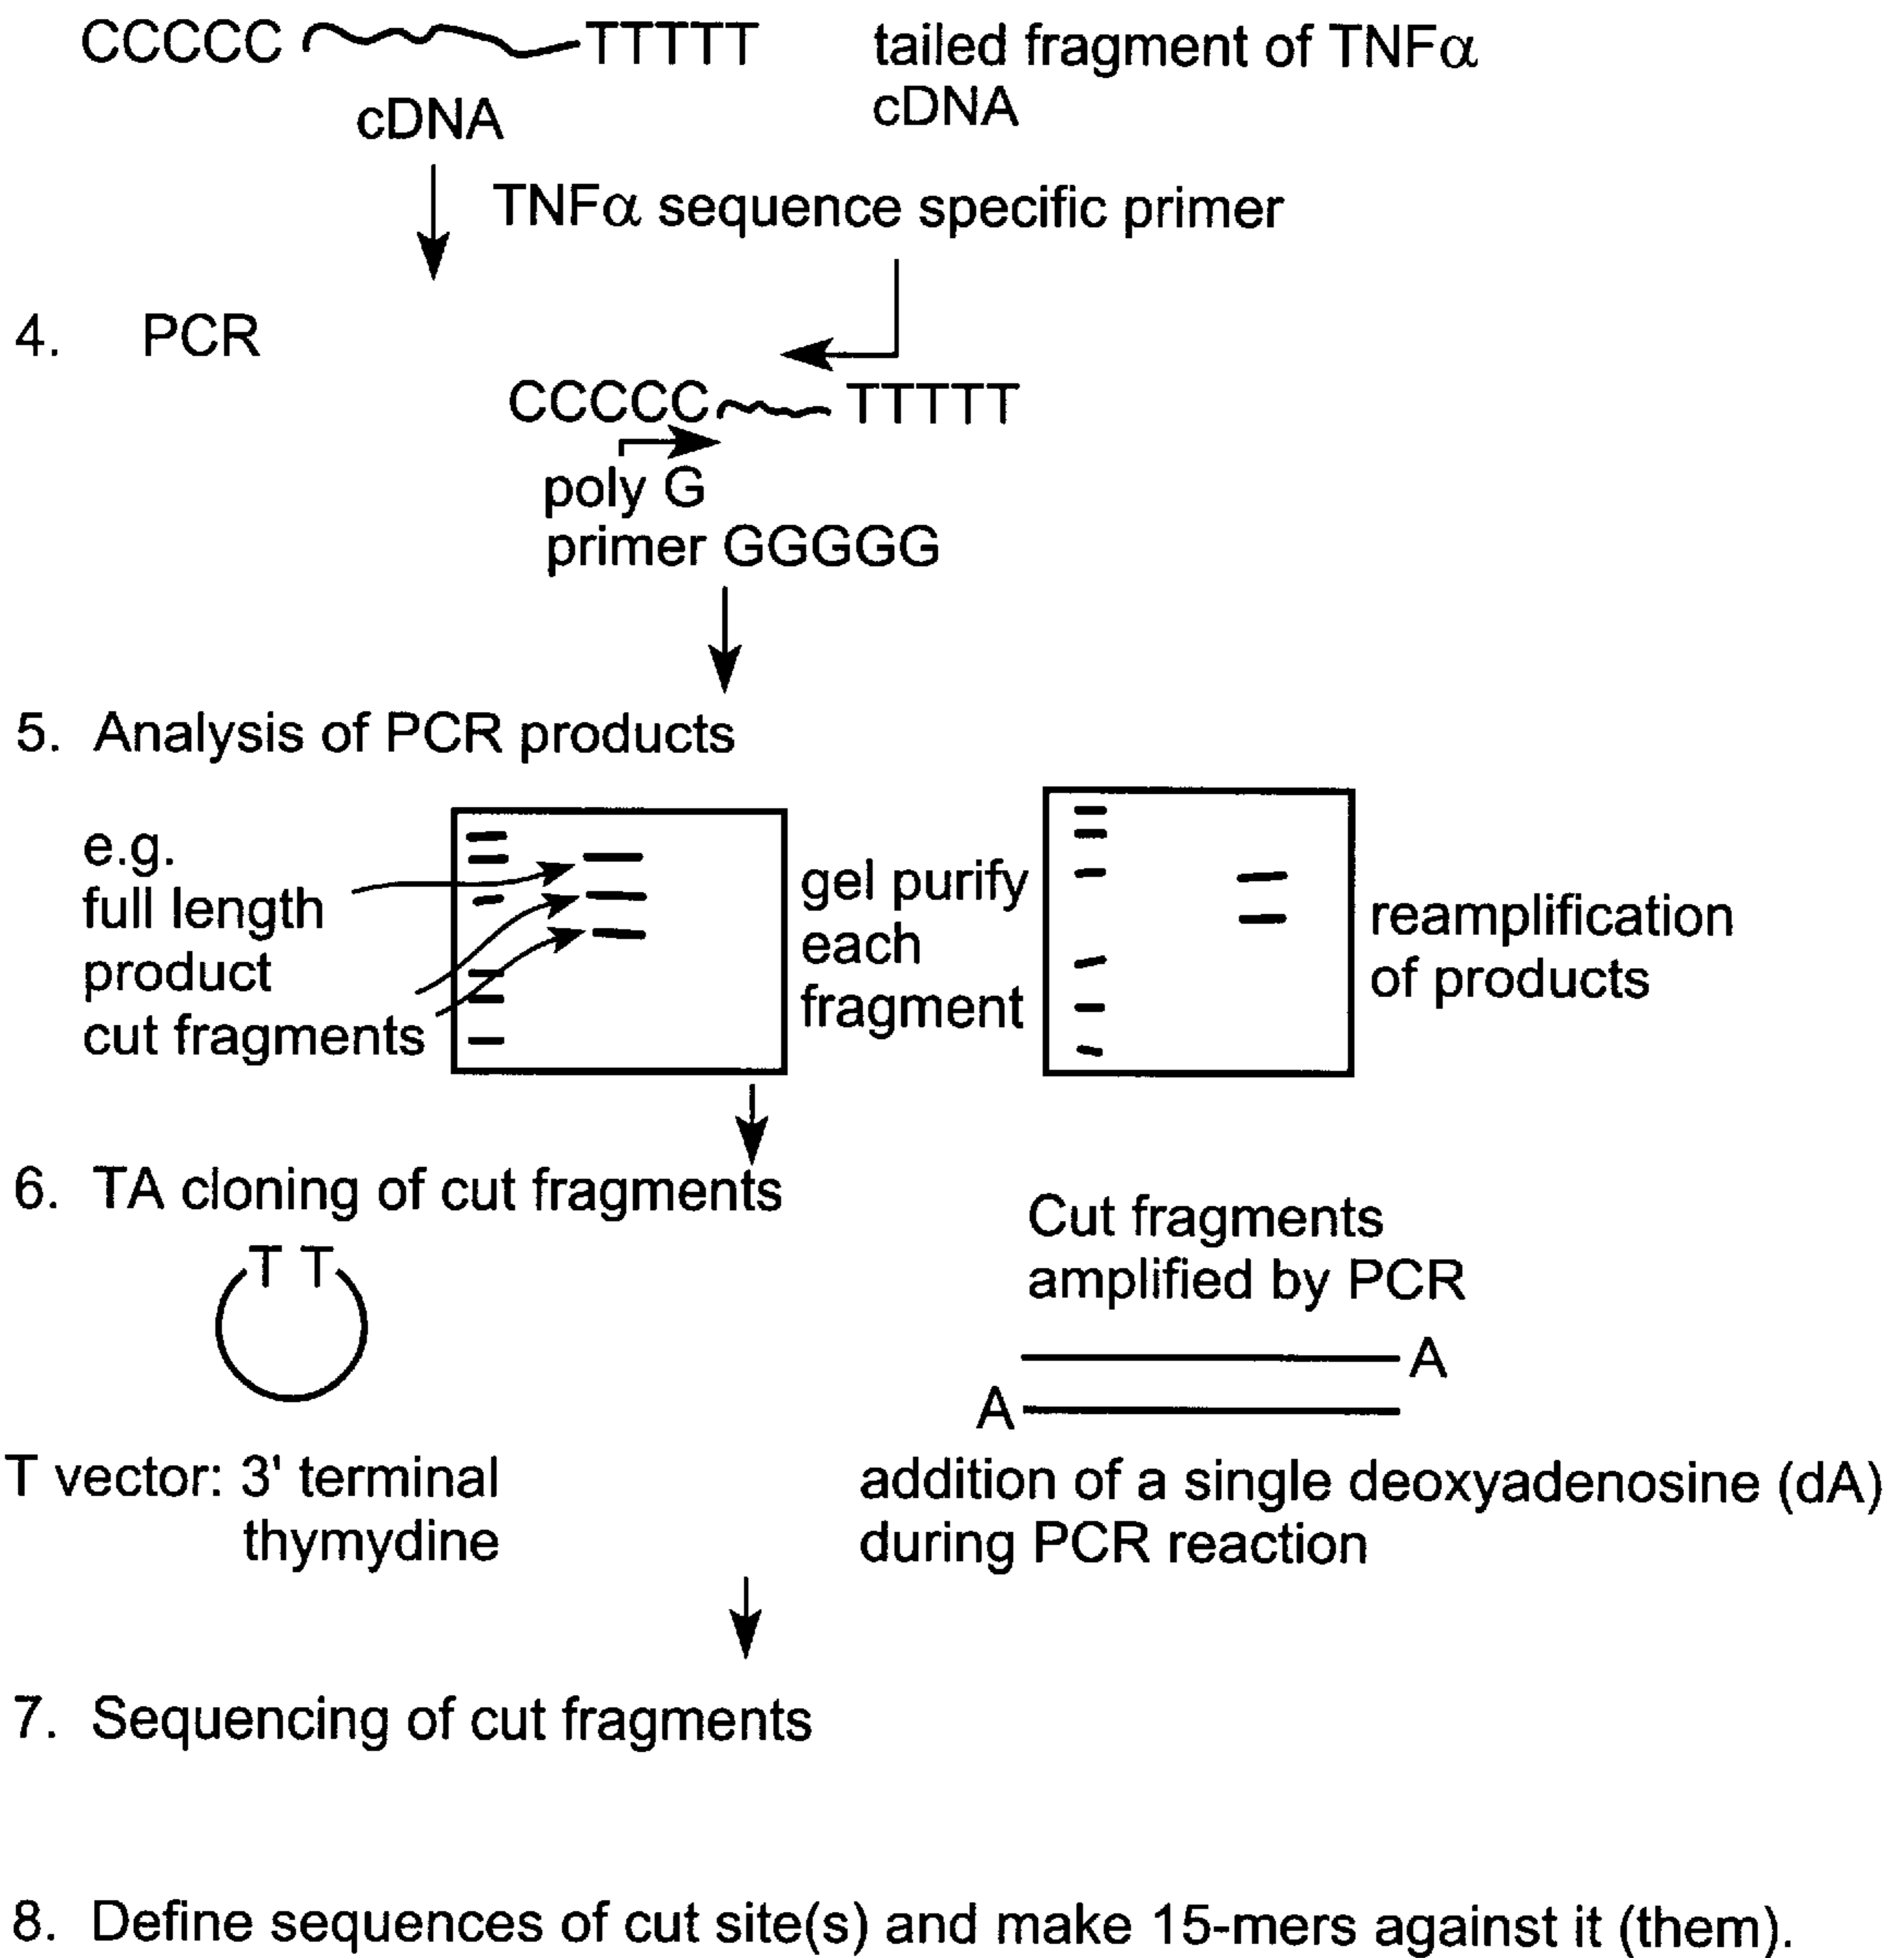 CCCCC TTTTT tailed fragment of TNFα
cDNA cDNA
TNFα sequence specific primer
4. PCR
CCCCC TTTTT
poly G
primer GGGGG
5. Analysis of PCR products
e.g.
full length
product
cut fragments
gel purify
each
fragment
reamplification
of products
6. TA cloning of cut fragments
T T
Cut fragments
amplified by PCR
A
A
T vector: 3' terminal
thymydine
addition of a single deoxyadenosine (dA)
during PCR reaction
7. Sequencing of cut fragments
8. Define sequences of cut site(s) and make 15-mers against it (them).